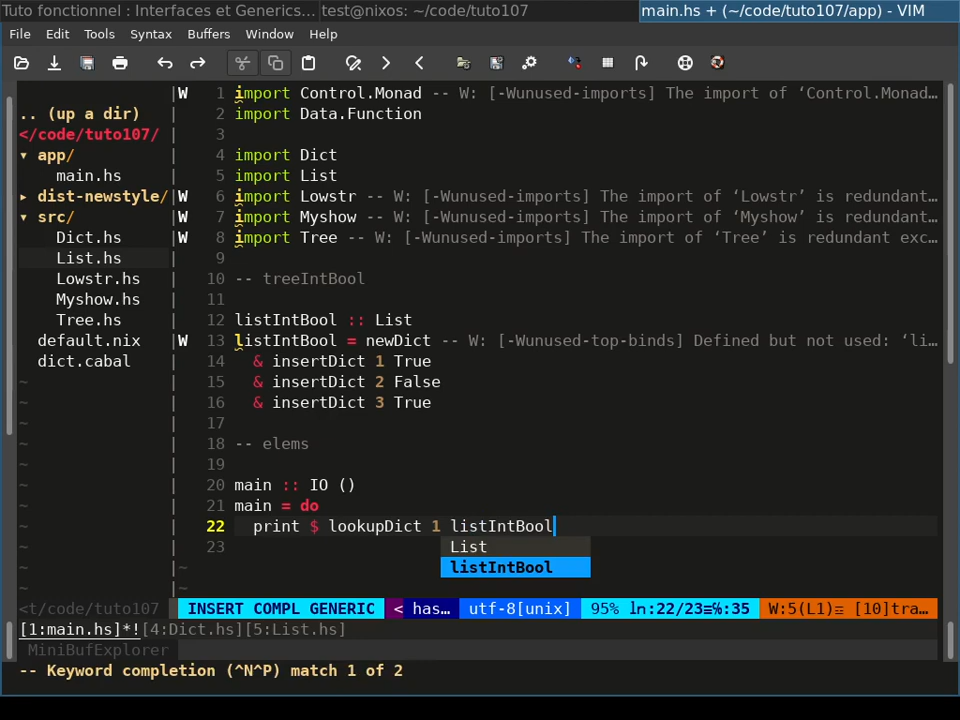 Tuto fonctionnel : Interfaces et Generics... test@nixos: ~/code/tuto107 main.hs + (~/code/tuto107/app) - VIM
File Edit Tools Syntax Buffers Window Help
|W 1 import Control.Monad -- W: [-Wunused-imports] The import of ‘Control.Monad…
.. (up a dir) | 2 import Data.Function
</code/tuto107/ | 3
▾ app/ | 4 import Dict
main.hs | 5 import List
▸ dist-newstyle/|W 6 import Lowstr -- W: [-Wunused-imports] The import of ‘Lowstr’ is redundant…
▾ src/ |W 7 import Myshow -- W: [-Wunused-imports] The import of ‘Myshow’ is redundant…
Dict.hs |W 8 import Tree -- W: [-Wunused-imports] The import of ‘Tree’ is redundant exc…
List.hs | 9
Lowstr.hs | 10 -- treeIntBool
Myshow.hs | 11
Tree.hs | 12 listIntBool :: List
default.nix |W 13 listIntBool = newDict -- W: [-Wunused-top-binds] Defined but not used: ‘li…
dict.cabal | 14 & insertDict 1 True
~ | 15 & insertDict 2 False
~ | 16 & insertDict 3 True
~ | 17
~ | 18 -- elems
~ | 19
~ | 20 main :: IO ()
~ | 21 main = do
~ | 22 print $ lookupDict 1 listIntBool
~ | 23 List
~ |~ listIntBool
~ |~
<t/code/tuto107 INSERT COMPL GENERIC < has… utf-8[unix] 95% ln:22/23≡℅:35 W:5(L1)☲ [10]tra…
[1:main.hs]*![4:Dict.hs][5:List.hs]
MiniBufExplorer
-- Keyword completion (^N^P) match 1 of 2